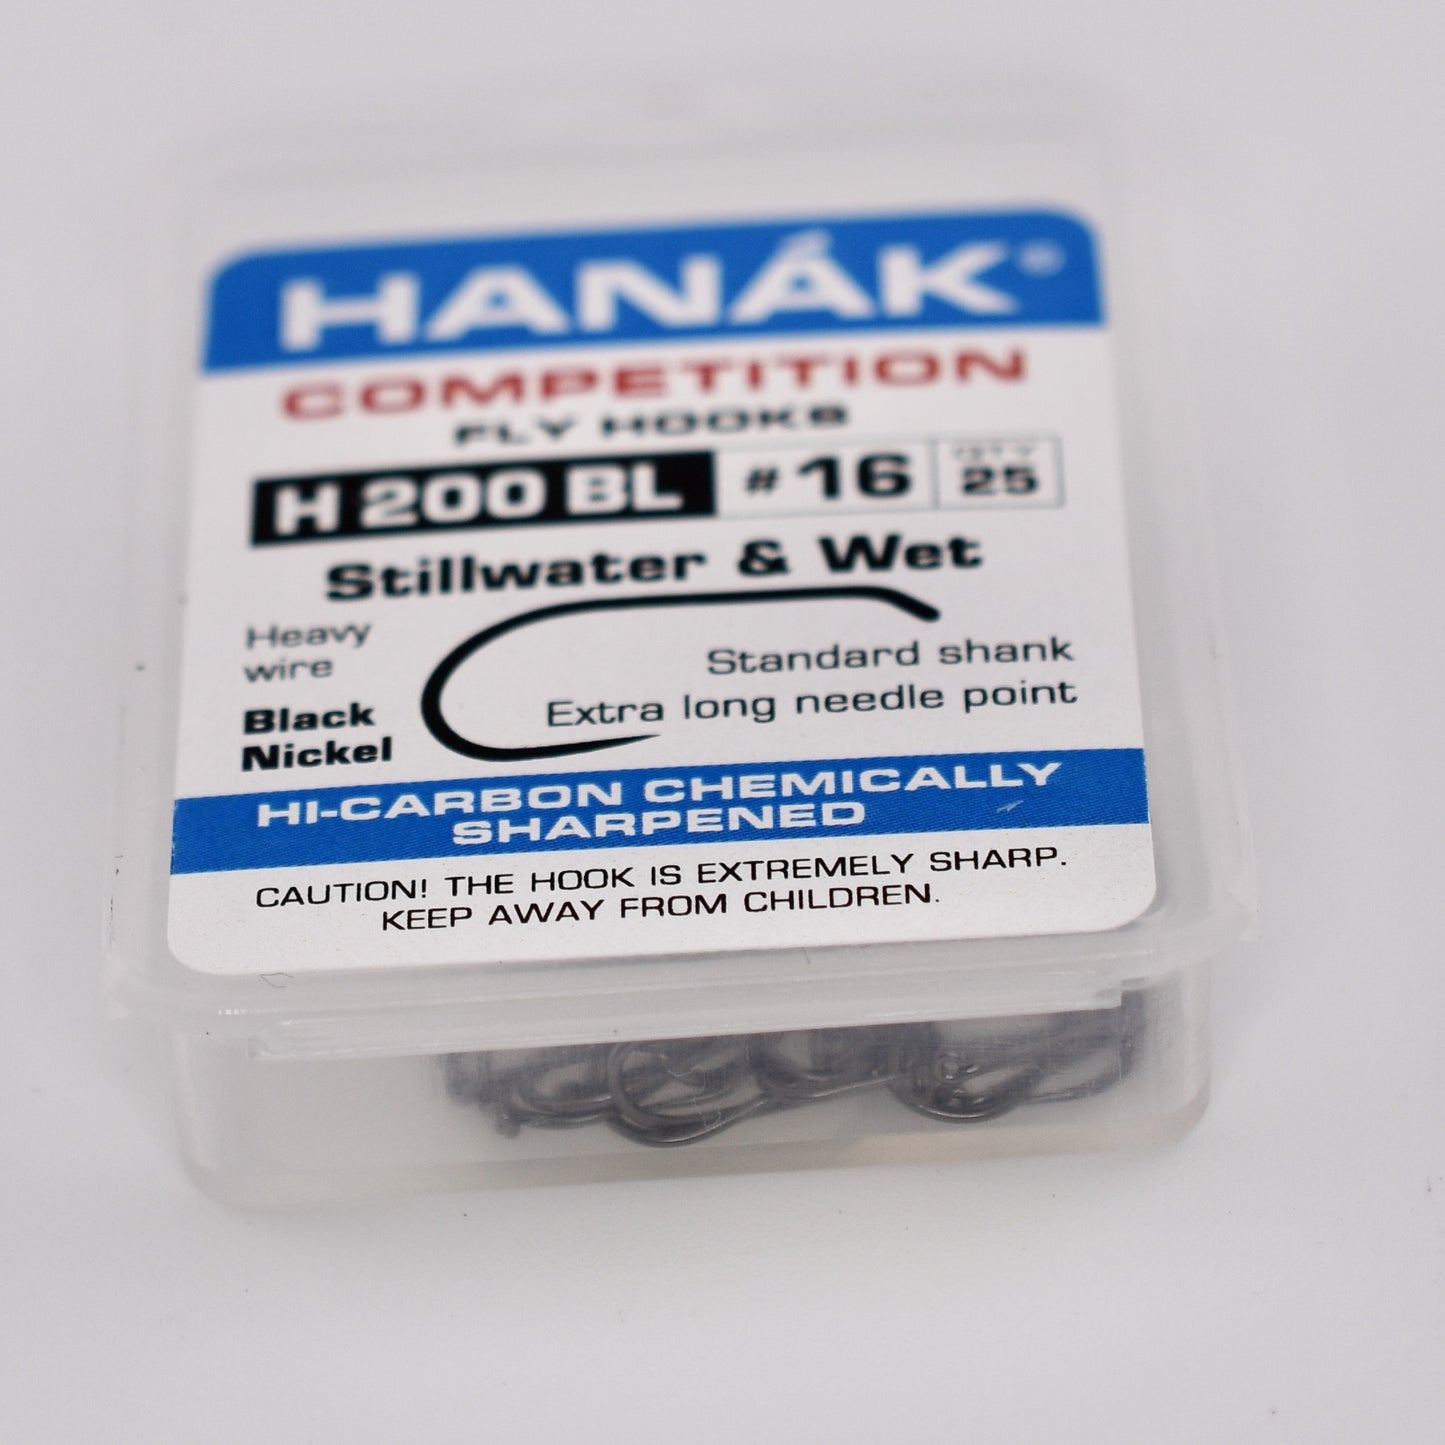 HANÁK®
COMPETITION
FLY HOOKS
H 200 BL # 16 QTY 25
Stillwater & Wet
Heavy
wire
Black
Nickel
Standard shank
Extra long needle point
HI-CARBON CHEMICALLY
SHARPENED
CAUTION! THE HOOK IS EXTREMELY SHARP.
KEEP AWAY FROM CHILDREN.